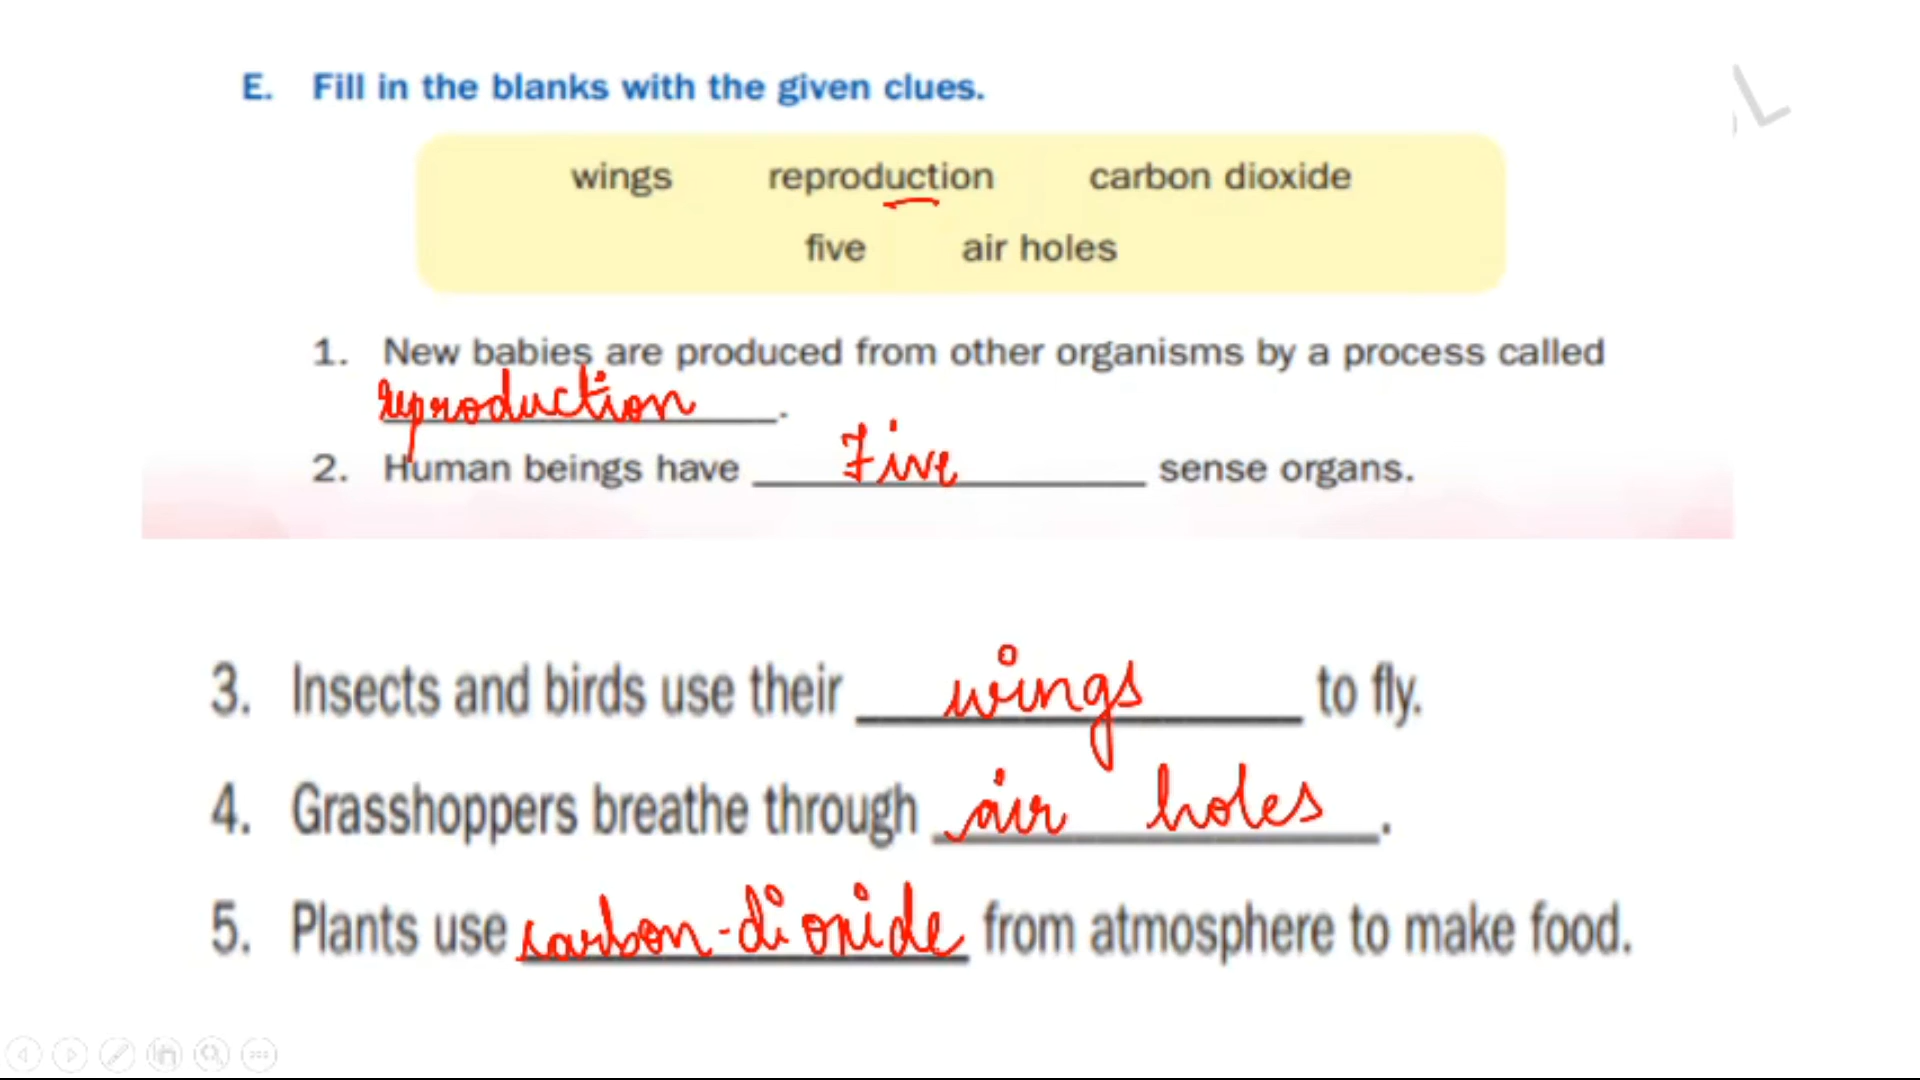 E. Fill in the blanks with the given clues.
wings reproduction carbon dioxide
five air holes
1. New babies are produced from other organisms by a process called
reproduction.
2. Human beings have Five sense organs.
3. Insects and birds use their wings to fly.
4. Grasshoppers breathe through air holes.
5. Plants use carbon-dioxide from atmosphere to make food.